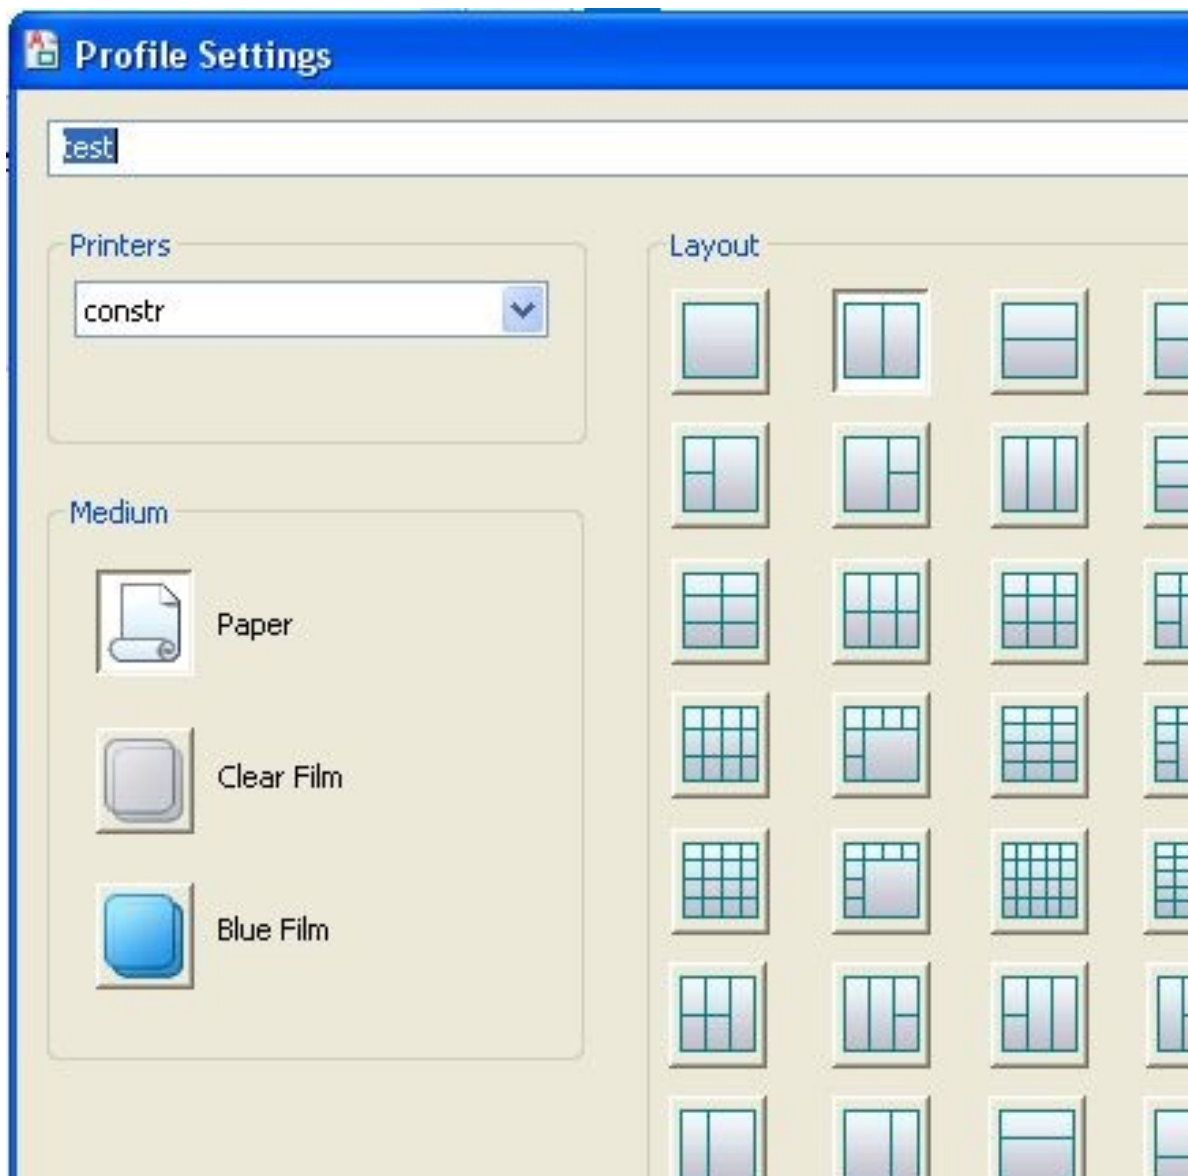 Profile Settings
test
Printers
constr
Layout
Medium
Paper
Clear Film
Blue Film